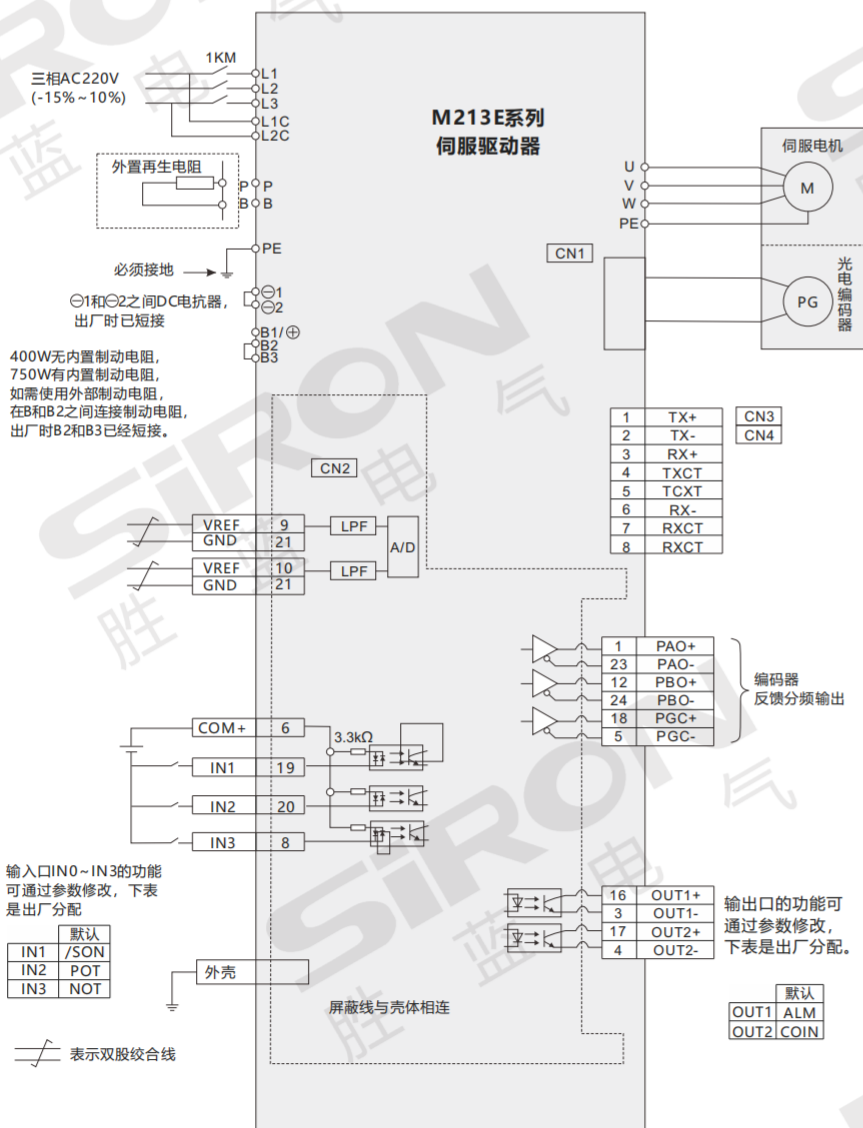 M213E系列
伺服驱动器
1KM
三相AC220V
(-15%~10%)
L1
L2
L3
L1C
L2C
外置再生电阻
P P
B B
PE
必须接地
⊖1和⊖2之间DC电抗器，
出厂时已短接
⊖1
⊖2
B1/⊕
B2
B3
400W无内置制动电阻，
750W有内置制动电阻，
如需使用外部制动电阻，
在B和B2之间连接制动电阻，
出厂时B2和B3已经短接。
U
V
W
PE
伺服电机
M
CN1
PG
光电编码器
1 TX+
2 TX-
3 RX+
4 TXCT
5 TCXT
6 RX-
7 RXCT
8 RXCT
CN3
CN4
CN2
VREF 9 LPF
GND 21
A/D
VREF 10 LPF
GND 21
1 PAO+
23 PAO-
12 PBO+
24 PBO-
18 PGC+
5 PGC-
编码器
反馈分频输出
COM+ 6
3.3kΩ
IN1 19
IN2 20
IN3 8
输入口IN0~IN3的功能
可通过参数修改，下表
是出厂分配
默认
IN1 /SON
IN2 POT
IN3 NOT
外壳
屏蔽线与壳体相连
表示双股绞合线
16 OUT1+
3 OUT1-
17 OUT2+
4 OUT2-
输出口的功能可
通过参数修改，
下表是出厂分配。
默认
OUT1 ALM
OUT2 COIN
SiRON
胜蓝电气
SiRON
胜蓝电气
蓝电气